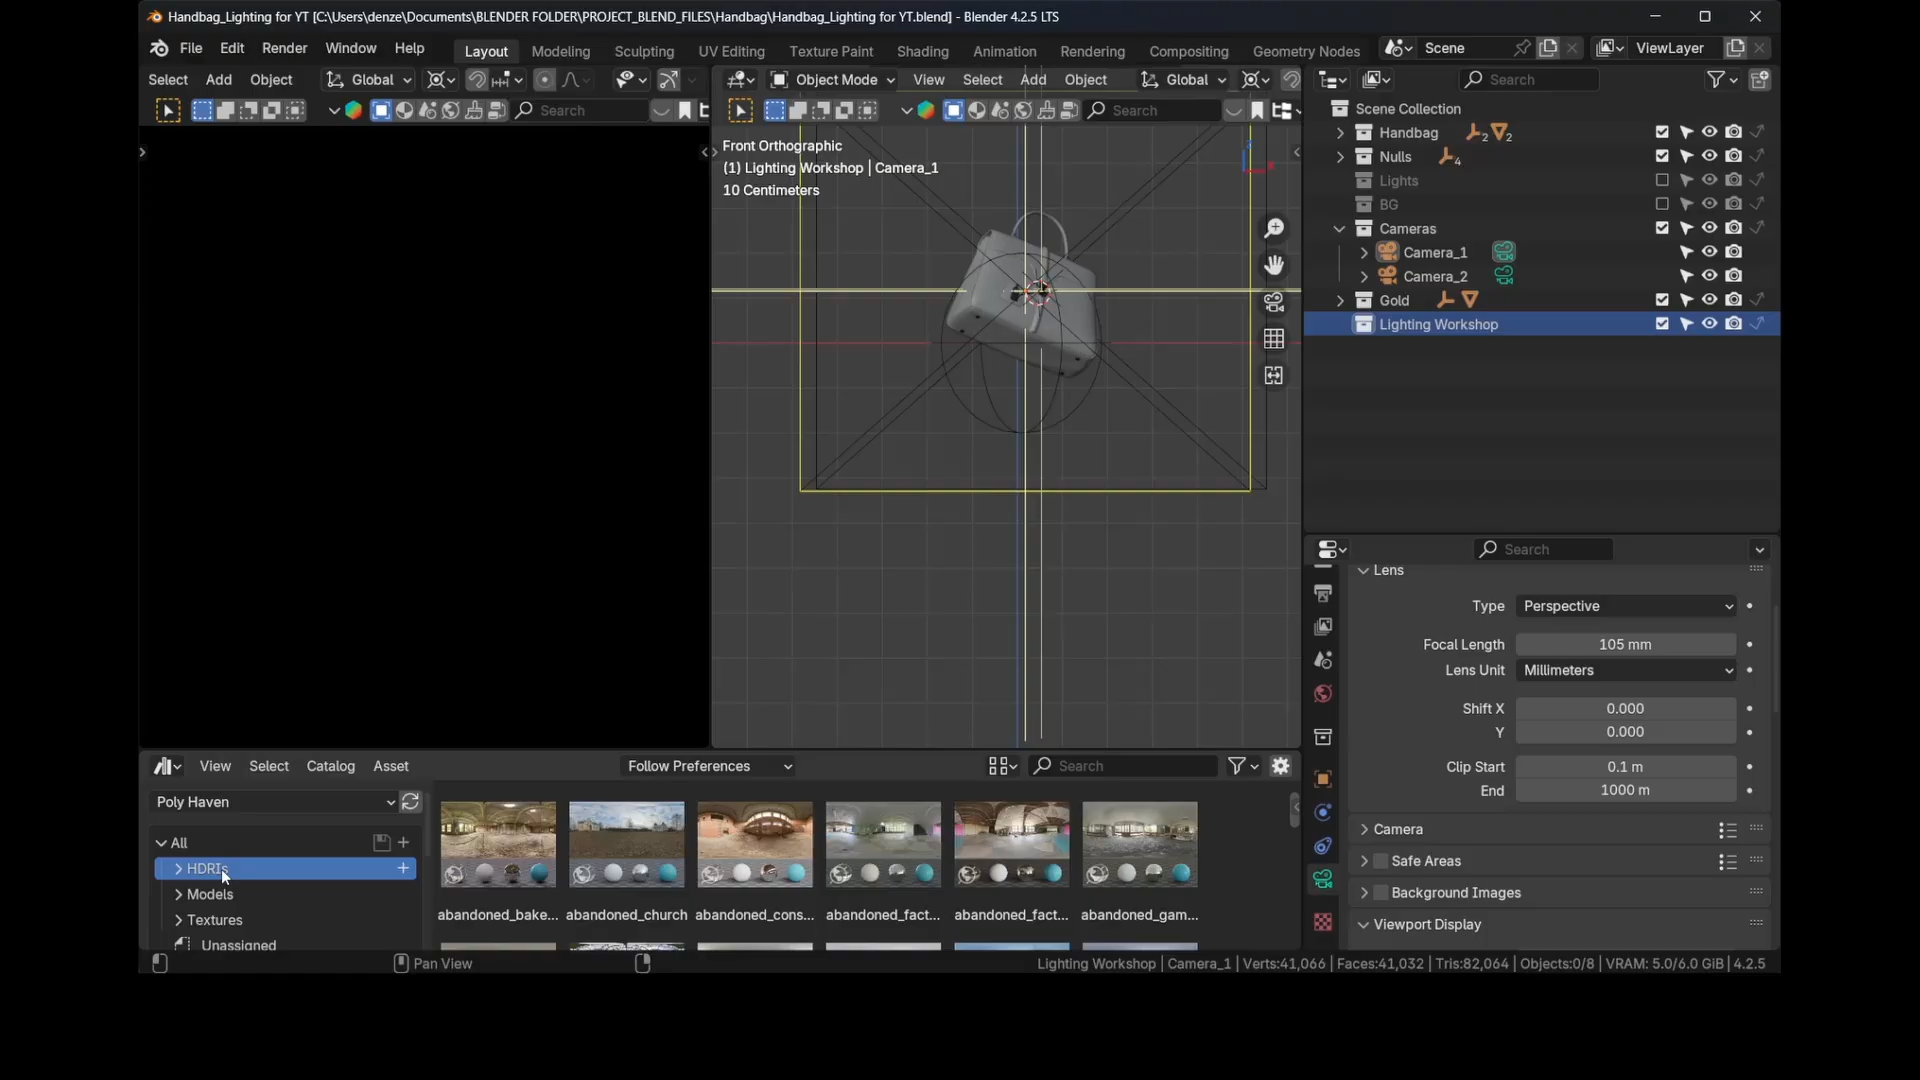 Handbag_Lighting for YT [C:\Users\denze\Documents\BLENDER FOLDER\PROJECT_BLEND_FILES\Handbag\Handbag_Lighting for YT.blend] - Blender 4.2.5 LTS
File Edit Render Window Help Layout Modeling Sculpting UV Editing Texture Paint Shading Animation Rendering Compositing Geometry Nodes Scene ViewLayer
Select Add Object Global Object Mode View Select Add Object Global Search
Search Search
Front Orthographic
(1) Lighting Workshop | Camera_1
10 Centimeters
Scene Collection
Handbag 2 2
Nulls 4
Lights
BG
Cameras
Camera_1
Camera_2
Gold
Lighting Workshop
Search
Lens
Type Perspective
Focal Length 105 mm
Lens Unit Millimeters
Shift X 0.000
Y 0.000
Clip Start 0.1 m
End 1000 m
Camera
Safe Areas
Background Images
Viewport Display
View Select Catalog Asset Follow Preferences Search
Poly Haven
All
HDRIs
Models
Textures
Unassigned
abandoned_bake... abandoned_church abandoned_cons... abandoned_fact... abandoned_fact... abandoned_gam...
Pan View Lighting Workshop | Camera_1 | Verts:41,066 | Faces:41,032 | Tris:82,064 | Objects:0/8 | VRAM: 5.0/6.0 GiB | 4.2.5